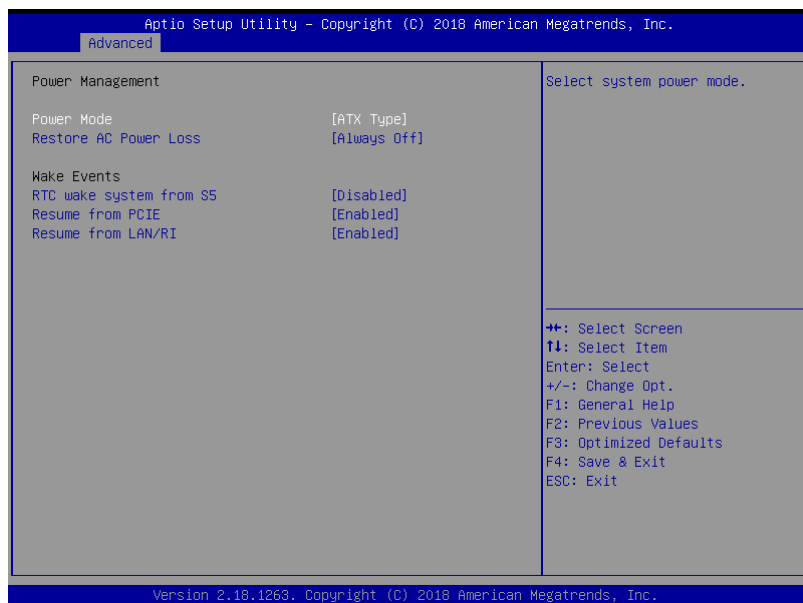 Aptio Setup Utility – Copyright (C) 2018 American Megatrends, Inc.
Advanced
Power Management
Power Mode [ATX Type]
Restore AC Power Loss [Always Off]
Wake Events
RTC wake system from S5 [Disabled]
Resume from PCIE [Enabled]
Resume from LAN/RI [Enabled]
Select system power mode.
→←: Select Screen
↑↓: Select Item
Enter: Select
+/-: Change Opt.
F1: General Help
F2: Previous Values
F3: Optimized Defaults
F4: Save & Exit
ESC: Exit
Version 2.18.1263. Copyright (C) 2018 American Megatrends, Inc.